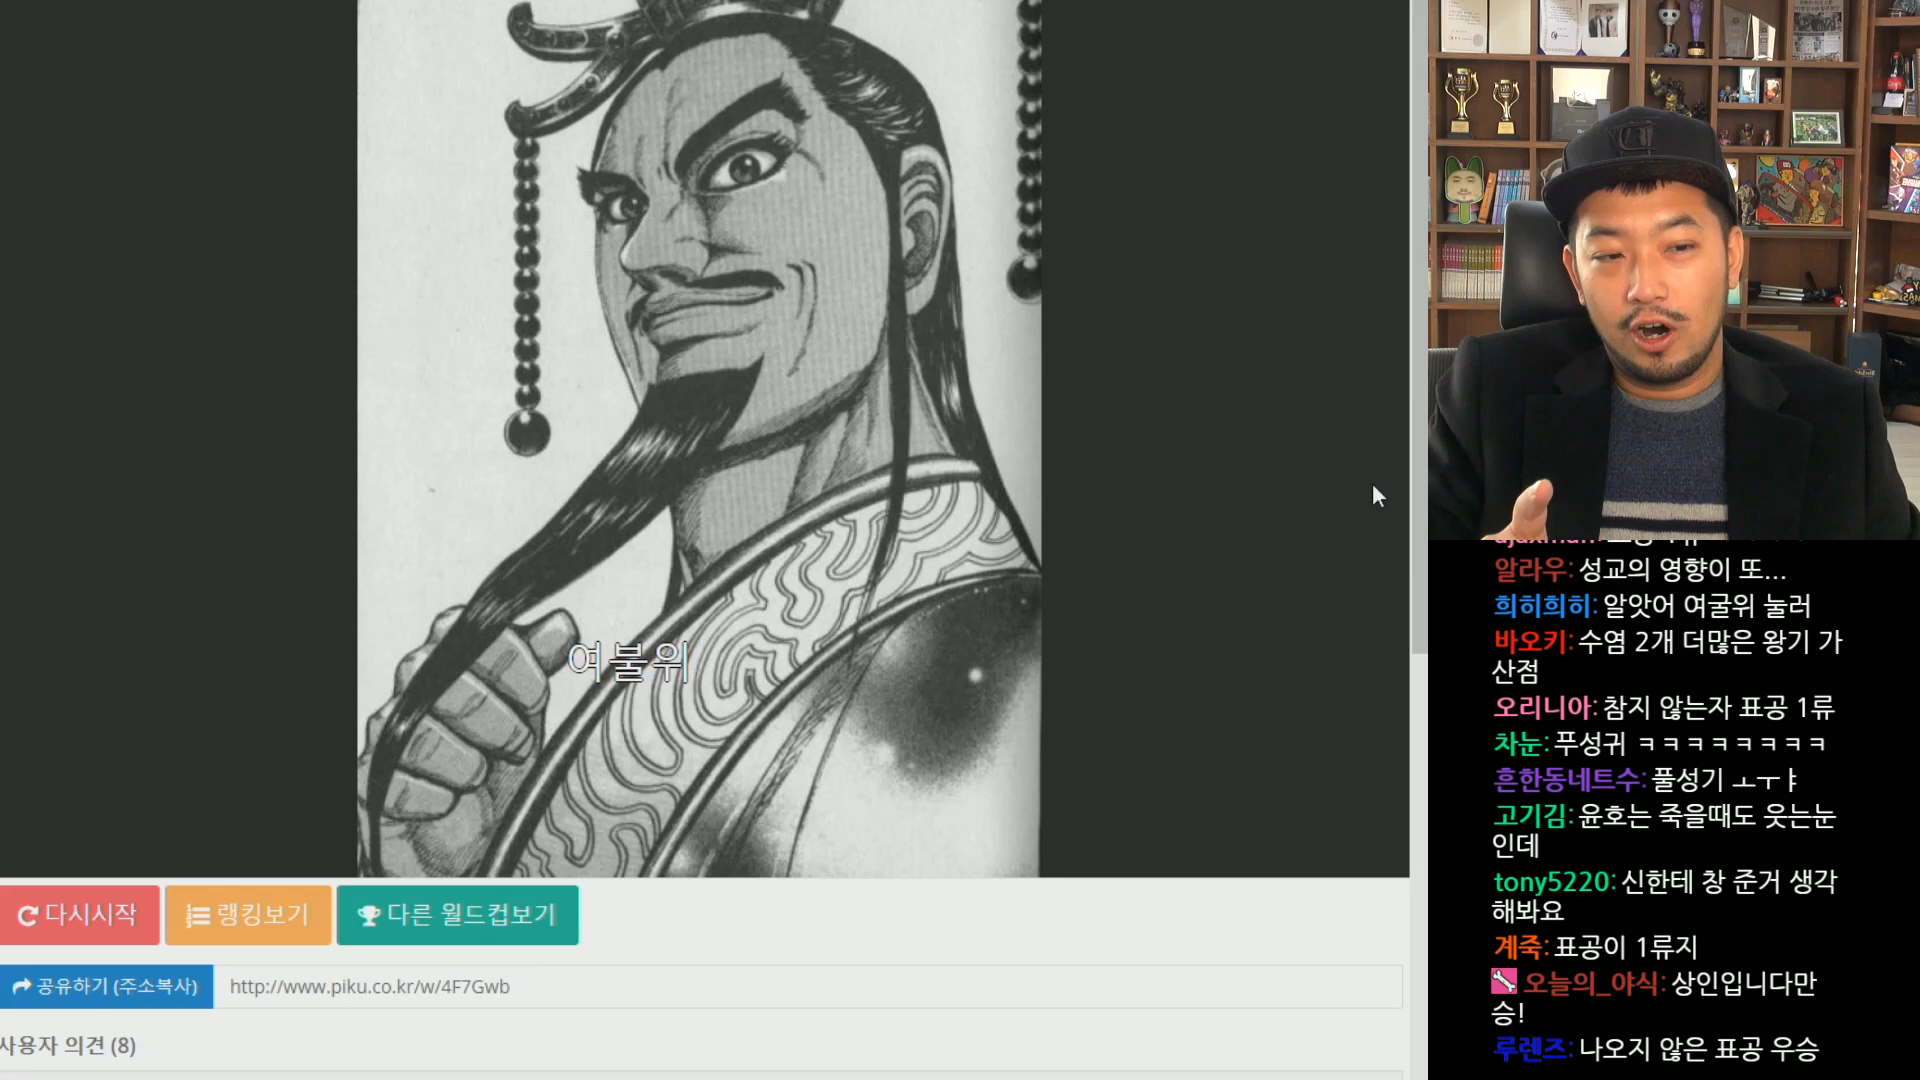 여불위
다시시작
랭킹보기
다른 월드컵보기
공유하기 (주소복사)
http://www.piku.co.kr/w/4F7Gwb
사용자 의견 (8)
알라우: 성교의 영향이 또...
희히희히: 알앗어 여굴위 눌러
바오키: 수염 2개 더많은 왕기 가
산점
오리니아: 참지 않는자 표공 1류
차눈: 푸성귀 ㅋㅋㅋㅋㅋㅋㅋㅋ
흔한동네트수: 풀성기 ㅗㅜㅑ
고기김: 윤호는 죽을때도 웃는눈
인데
tony5220: 신한테 창 준거 생각
해봐요
계죽: 표공이 1류지
오늘의_야식: 상인입니다만
승!
루렌즈: 나오지 않은 표공 우승